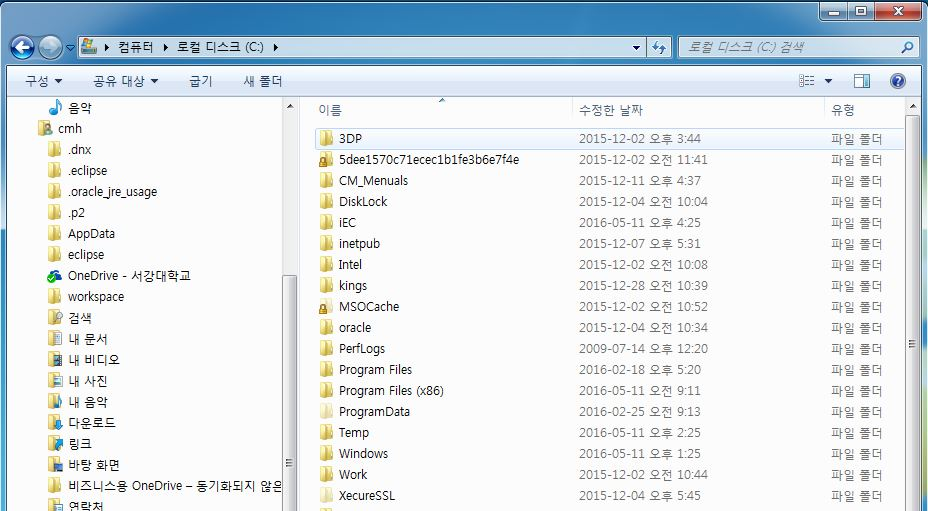 컴퓨터 로컬 디스크 (C:) 로컬 디스크 (C:) 검색
구성 공유 대상 굽기 새 폴더
음악
cmh
.dnx
.eclipse
.oracle_jre_usage
.p2
AppData
eclipse
OneDrive - 서강대학교
workspace
검색
내 문서
내 비디오
내 사진
내 음악
다운로드
링크
바탕 화면
비즈니스용 OneDrive – 동기화되지 않은
연락처
이름 수정한 날짜 유형
3DP 2015-12-02 오후 3:44 파일 폴더
5dee1570c71ecec1b1fe3b6e7f4e 2015-12-02 오전 11:41 파일 폴더
CM_Menuals 2015-12-11 오후 4:37 파일 폴더
DiskLock 2015-12-04 오전 10:04 파일 폴더
iEC 2016-05-11 오후 4:25 파일 폴더
inetpub 2015-12-07 오후 5:31 파일 폴더
Intel 2015-12-02 오전 10:08 파일 폴더
kings 2015-12-28 오전 10:39 파일 폴더
MSOCache 2015-12-02 오전 10:52 파일 폴더
oracle 2015-12-04 오전 10:34 파일 폴더
PerfLogs 2009-07-14 오후 12:20 파일 폴더
Program Files 2016-02-18 오후 5:20 파일 폴더
Program Files (x86) 2016-05-11 오전 9:11 파일 폴더
ProgramData 2016-02-25 오전 9:13 파일 폴더
Temp 2016-05-11 오후 2:25 파일 폴더
Windows 2016-05-11 오후 1:25 파일 폴더
Work 2015-12-02 오전 10:44 파일 폴더
XecureSSL 2015-12-04 오후 5:45 파일 폴더